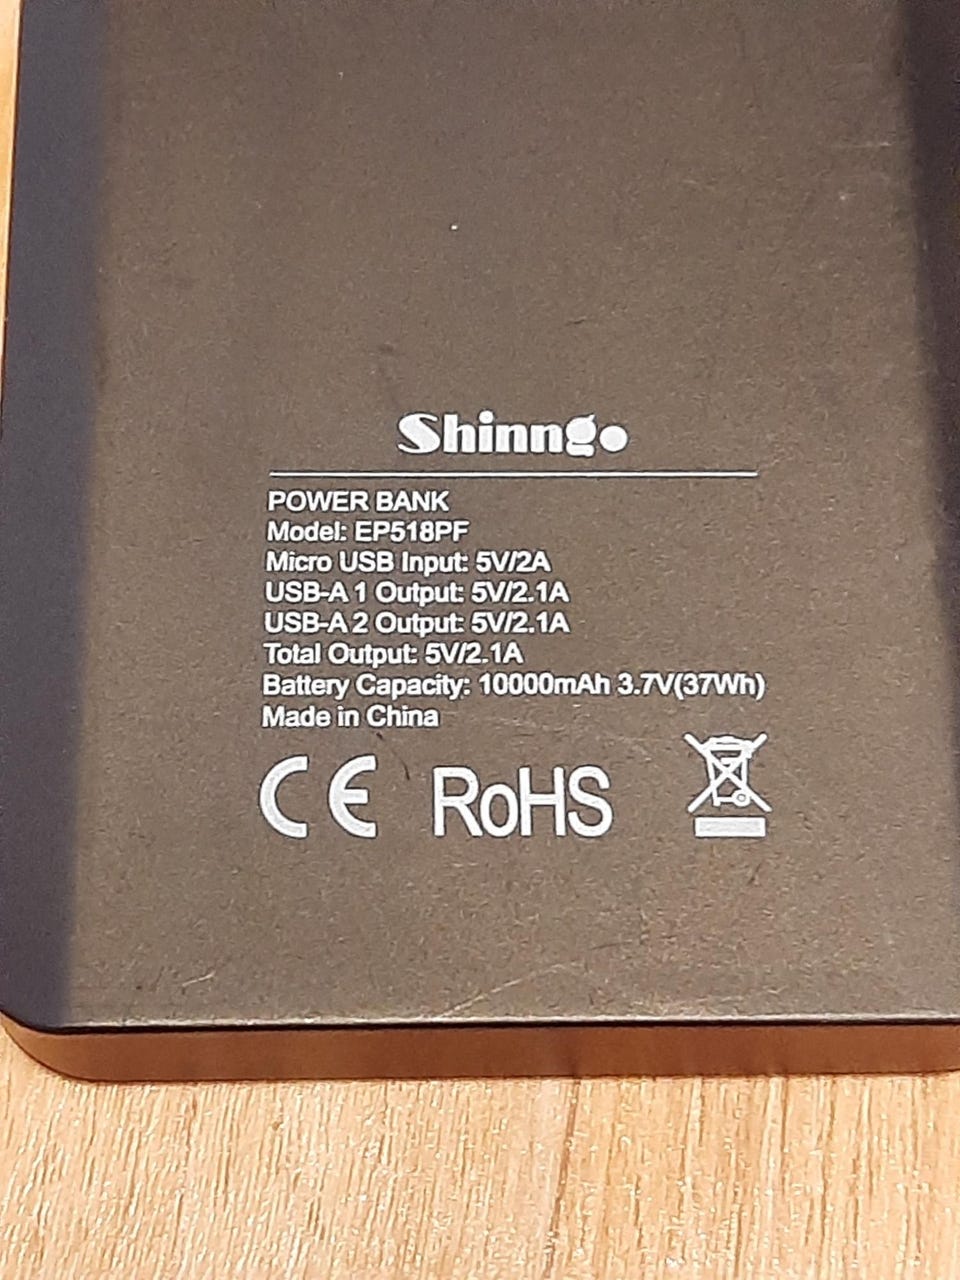 Shinngo
POWER BANK
Model: EP518PF
Micro USB Input: 5V/2A
USB-A 1 Output: 5V/2.1A
USB-A 2 Output: 5V/2.1A
Total Output: 5V/2.1A
Battery Capacity: 10000mAh 3.7V(37Wh)
Made in China
CE RoHS